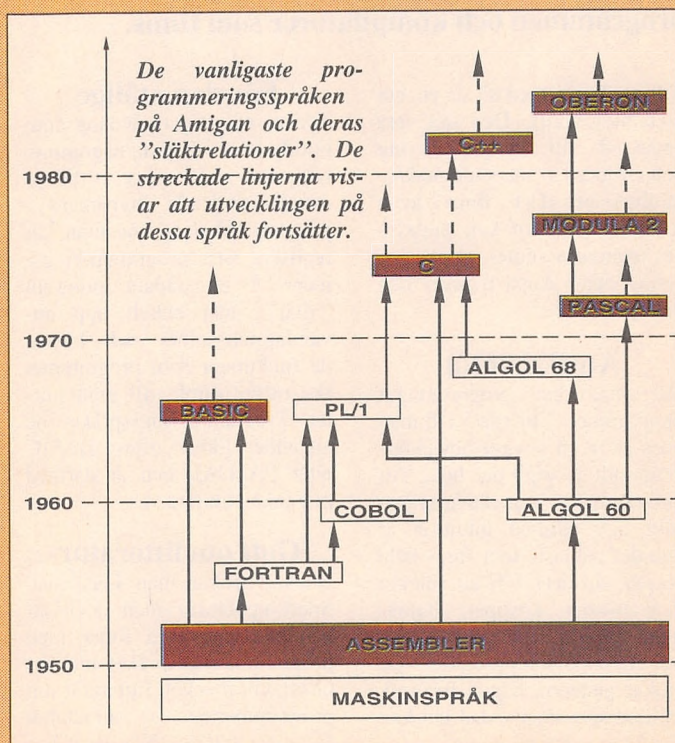 De vanligaste pro-
grammeringsspråken
på Amigan och deras
”släktrelationer”. De
streckade linjerna vis-
ar att utvecklingen på
dessa språk fortsätter.
OBERON
C++
1980
MODULA 2
C
PASCAL
1970
ALGOL 68
BASIC
PL/1
1960
COBOL
ALGOL 60
FORTRAN
ASSEMBLER
1950
MASKINSPRÅK